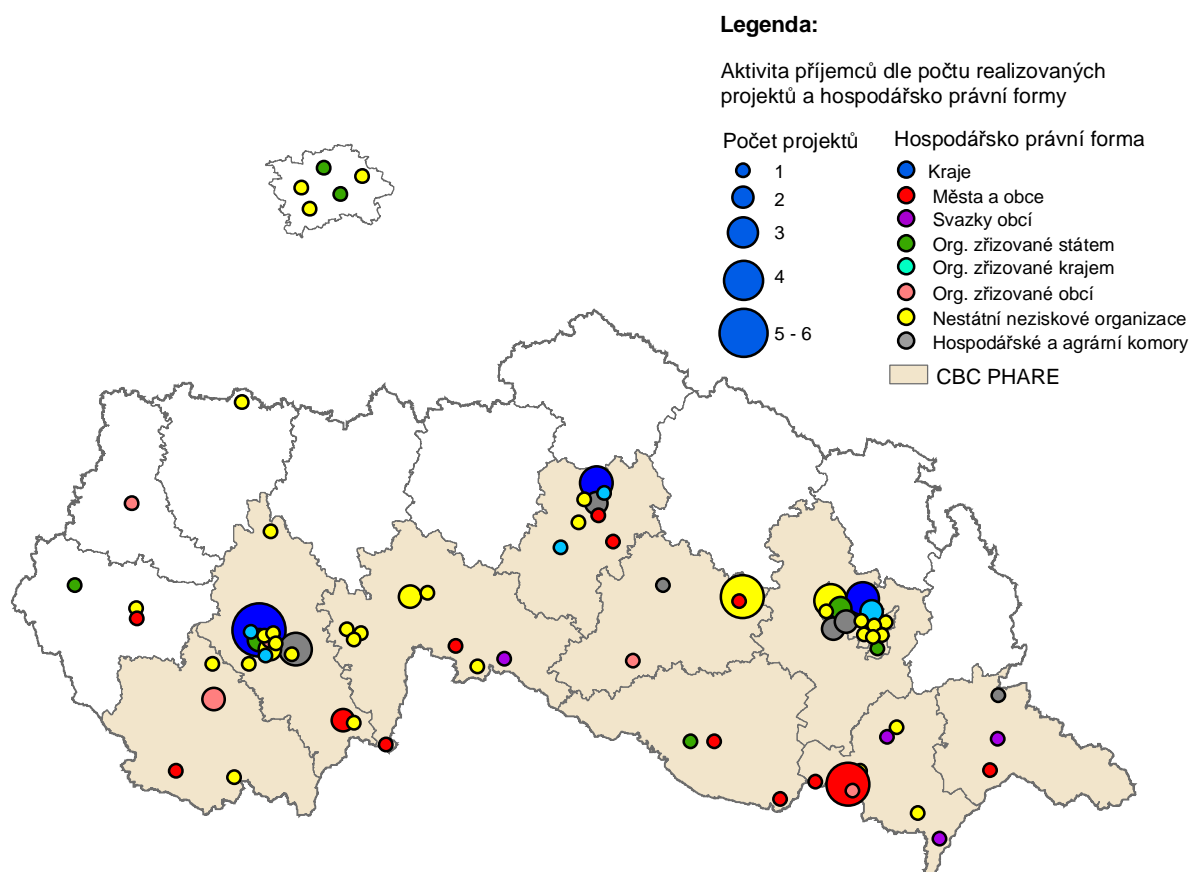 Legenda:
Aktivita příjemců dle počtu realizovaných
projektů a hospodářsko právní formy
Počet projektů
1
2
3
4
5 - 6
Hospodářsko právní forma
Kraje
Města a obce
Svazky obcí
Org. zřizované státem
Org. zřizované krajem
Org. zřizované obcí
Nestátní neziskové organizace
Hospodářské a agrární komory
CBC PHARE